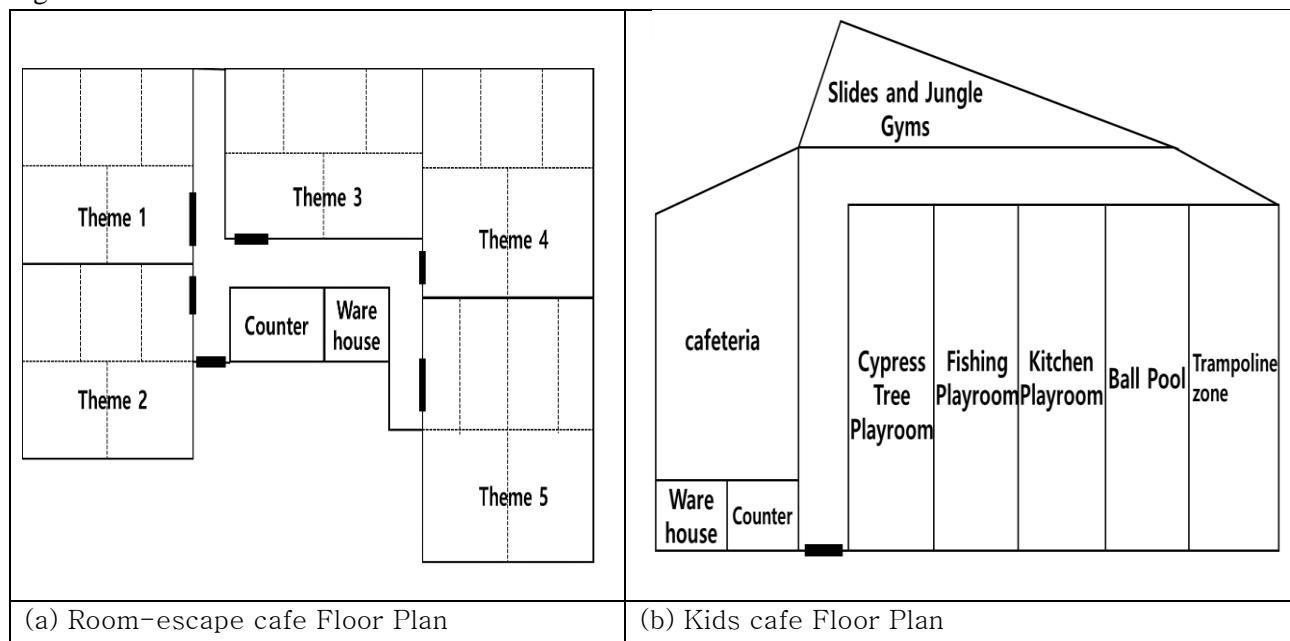 Theme 1
Theme 3
Theme 4
Counter
Ware
house
Theme 2
Theme 5
(a) Room-escape cafe Floor Plan
Slides and Jungle
Gyms
cafeteria
Cypress
Tree
Playroom
Fishing
Playroom
Kitchen
Playroom
Ball Pool
Trampoline
zone
Ware
house
Counter
(b) Kids cafe Floor Plan